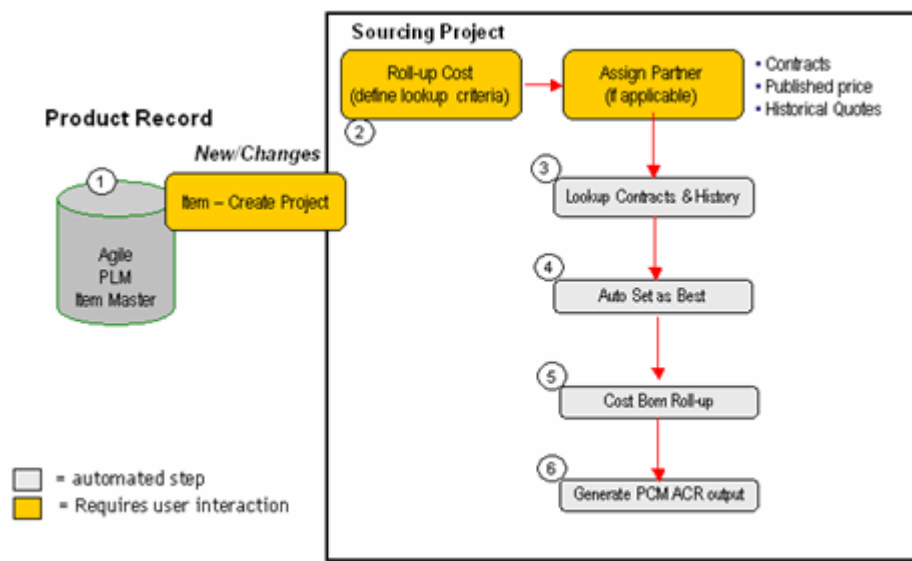 Sourcing Project
Roll-up Cost
(define lookup criteria)
2
Assign Partner
(if applicable)
• Contracts
• Published price
• Historical Quotes
Product Record
New/Changes
1
Item – Create Project
Agile
PLM
Item Master
3
Lookup Contracts & History
4
Auto Set as Best
5
Cost Bom Roll-up
6
Generate PCM ACR output
= automated step
= Requires user interaction